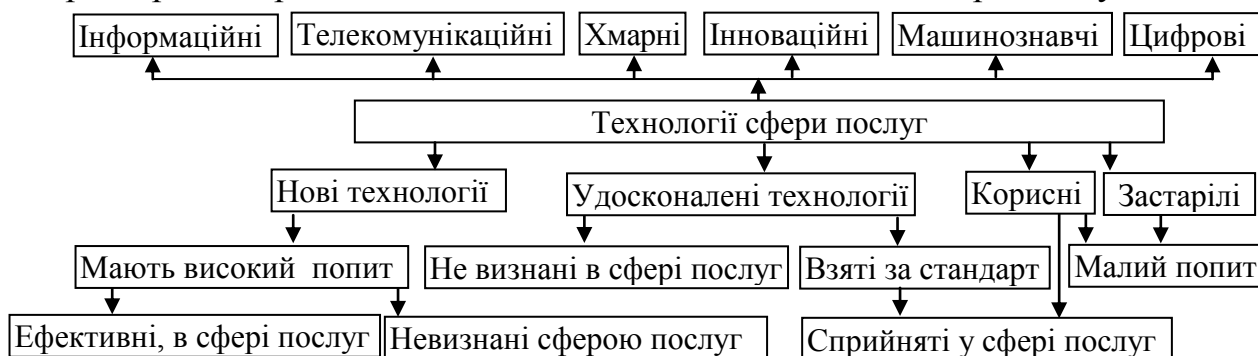 Інформаційні
Телекомунікаційні
Хмарні
Інноваційні
Машинознавчі
Цифрові
Технології сфери послуг
Нові технології
Удосконалені технології
Корисні
Застарілі
Мають високий попит
Не визнані в сфері послуг
Взяті за стандарт
Малий попит
Ефективні, в сфері послуг
Невизнані сферою послуг
Сприйняті у сфері послуг